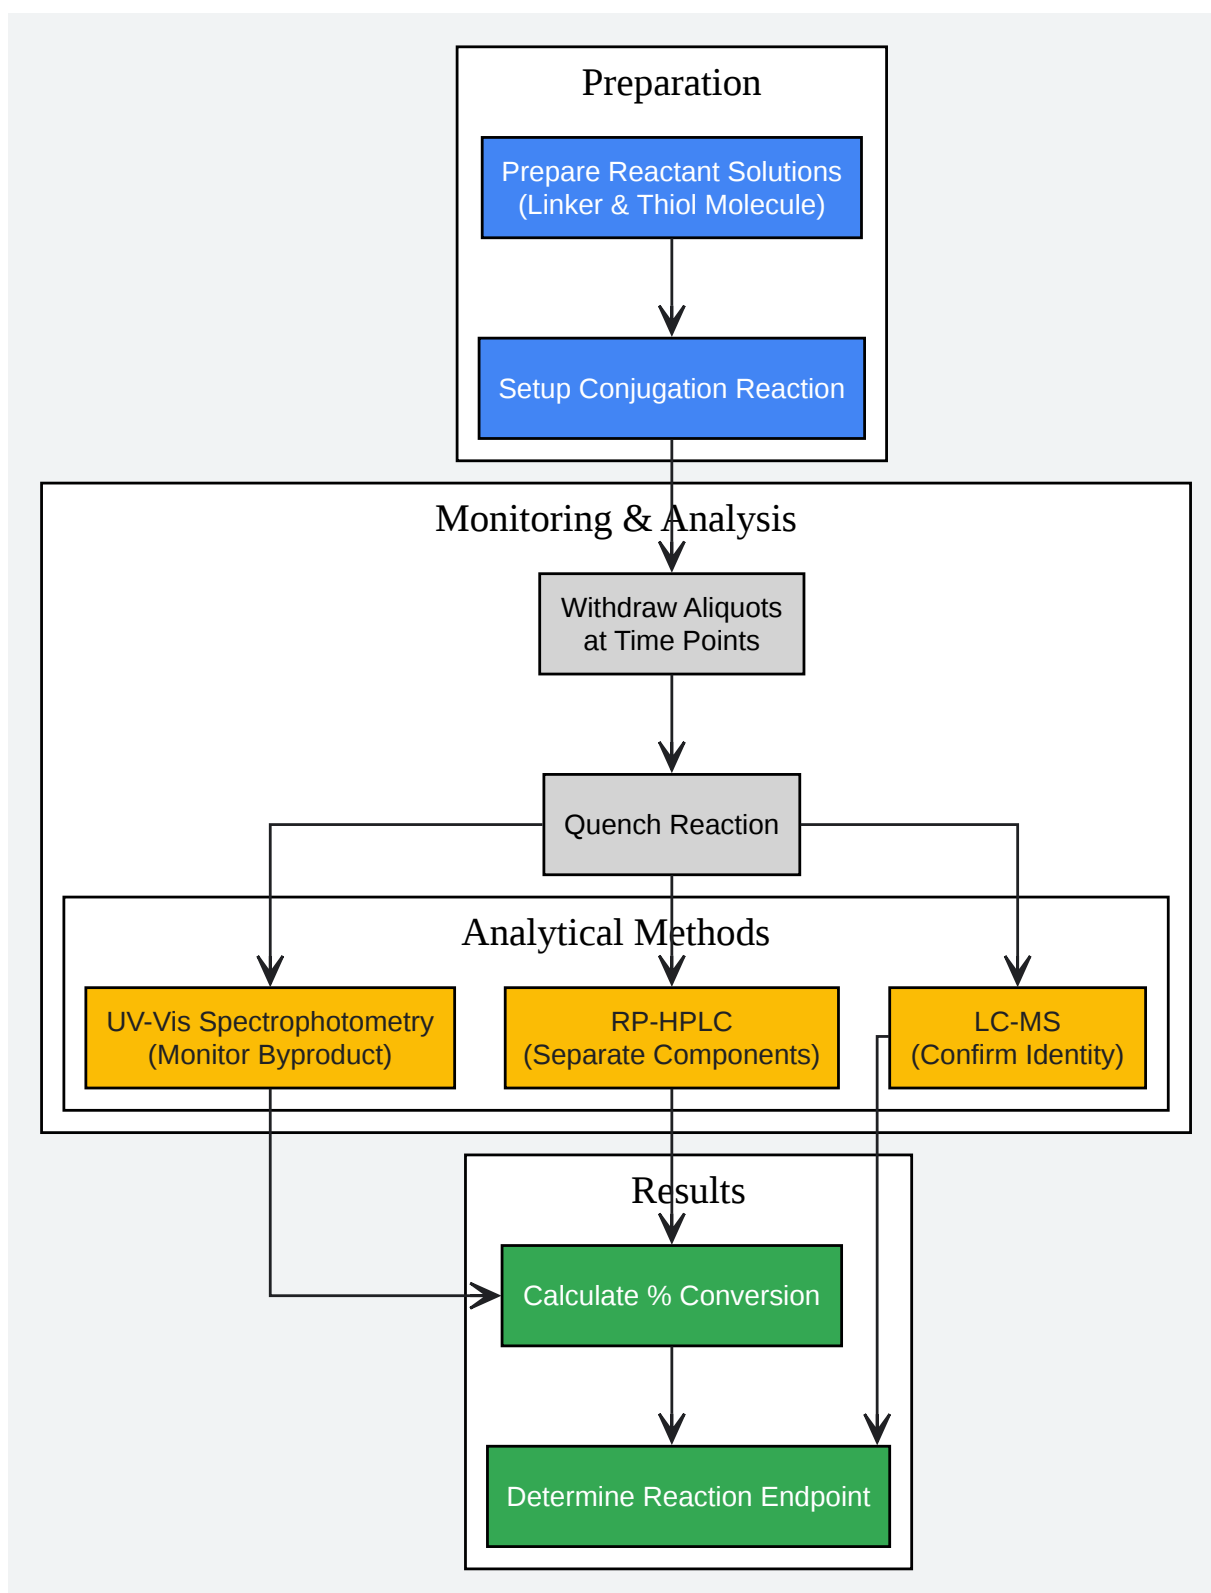 Preparation
Prepare Reactant Solutions
(Linker & Thiol Molecule)
Setup Conjugation Reaction
Monitoring & Analysis
Withdraw Aliquots
at Time Points
Quench Reaction
Analytical Methods
UV-Vis Spectrophotometry
(Monitor Byproduct)
RP-HPLC
(Separate Components)
LC-MS
(Confirm Identity)
Results
Calculate % Conversion
Determine Reaction Endpoint